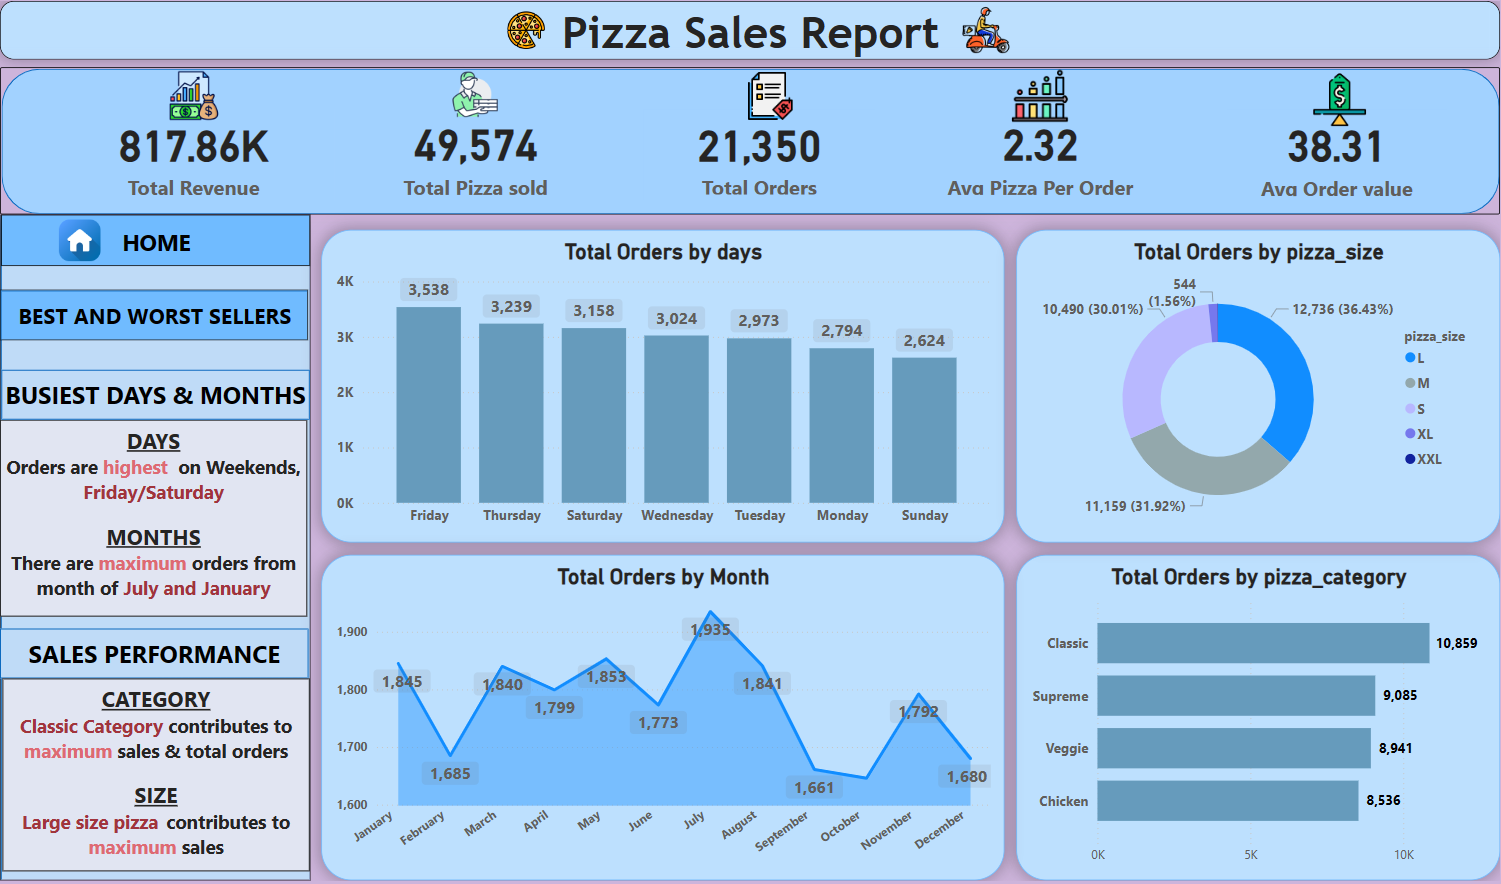 Pizza Sales Report
817.86K
Total Revenue
49,574
Total Pizza sold
21,350
Total Orders
2.32
Avg Pizza Per Order
38.31
Avg Order value
HOME
BEST AND WORST SELLERS
BUSIEST DAYS & MONTHS
DAYS
Orders are highest on Weekends,
Friday/Saturday
MONTHS
There are maximum orders from
month of July and January
SALES PERFORMANCE
CATEGORY
Classic Category contributes to
maximum sales & total orders
SIZE
Large size pizza contributes to
maximum sales
Total Orders by days
4K
3K
2K
1K
0K
3,538
3,239
3,158
3,024
2,973
2,794
2,624
Friday
Thursday
Saturday
Wednesday
Tuesday
Monday
Sunday
Total Orders by pizza_size
544
(1.56%)
10,490 (30.01%)
12,736 (36.43%)
11,159 (31.92%)
pizza_size
L
M
S
XL
XXL
Total Orders by Month
1,900
1,800
1,700
1,600
1,845
1,685
1,840
1,799
1,853
1,773
1,935
1,841
1,661
1,792
1,680
January
February
March
April
May
June
July
August
September
October
November
December
Total Orders by pizza_category
Classic
10,859
Supreme
9,085
Veggie
8,941
Chicken
8,536
0K
5K
10K